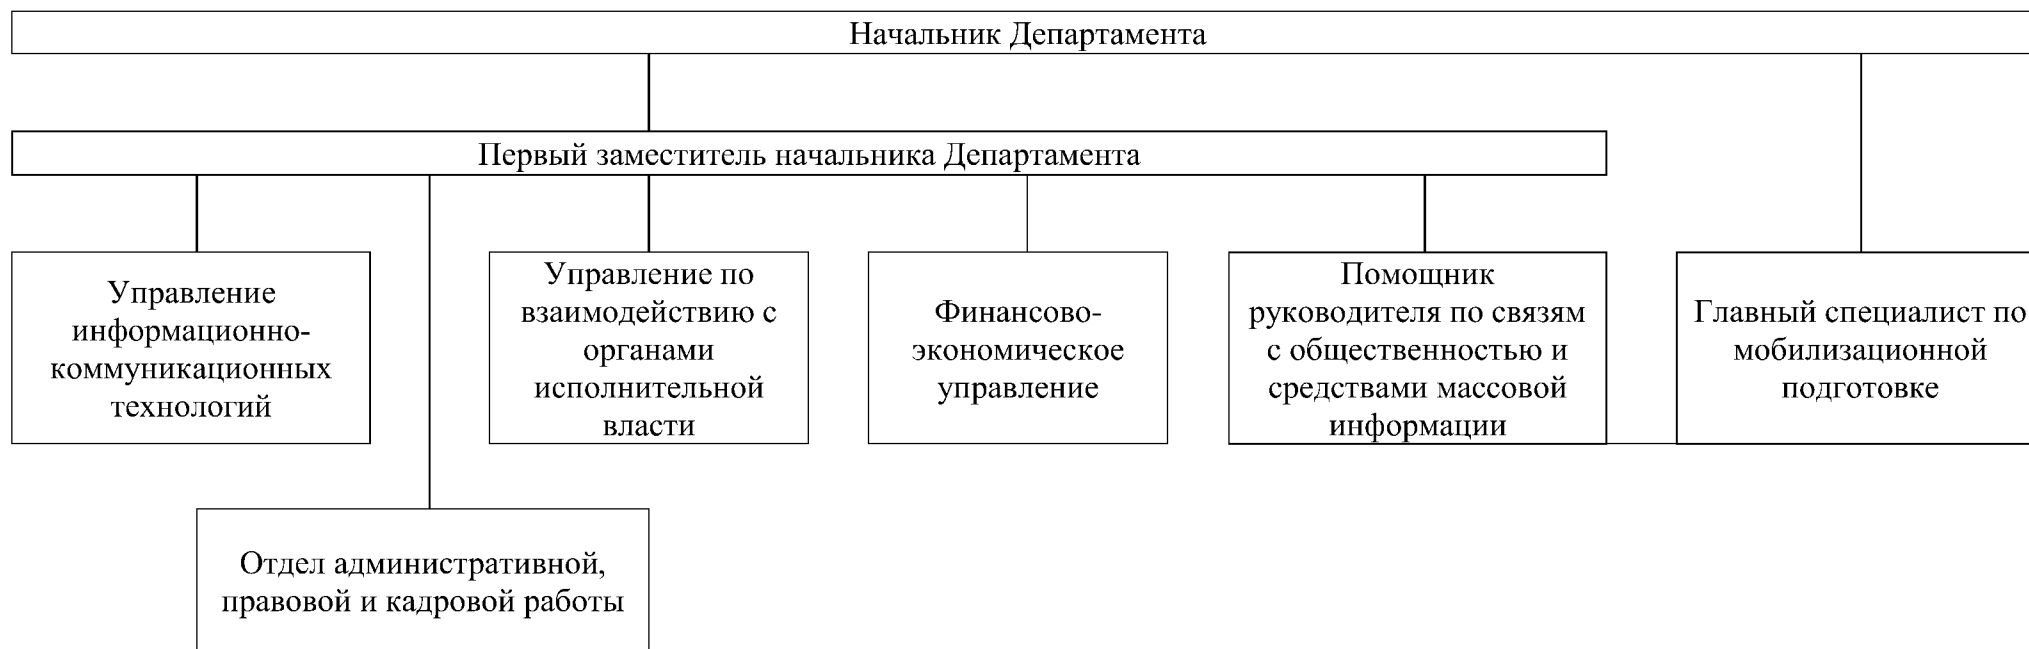 Начальник Департамента
Первый заместитель начальника Департамента
Управление
информационно-
коммуникационных
технологий
Управление по
взаимодействию с
органами
исполнительной
власти
Финансово-
экономическое
управление
Помощник
руководителя по связям
с общественностью и
средствами массовой
информации
Главный специалист по
мобилизационной
подготовке
Отдел административной,
правовой и кадровой работы